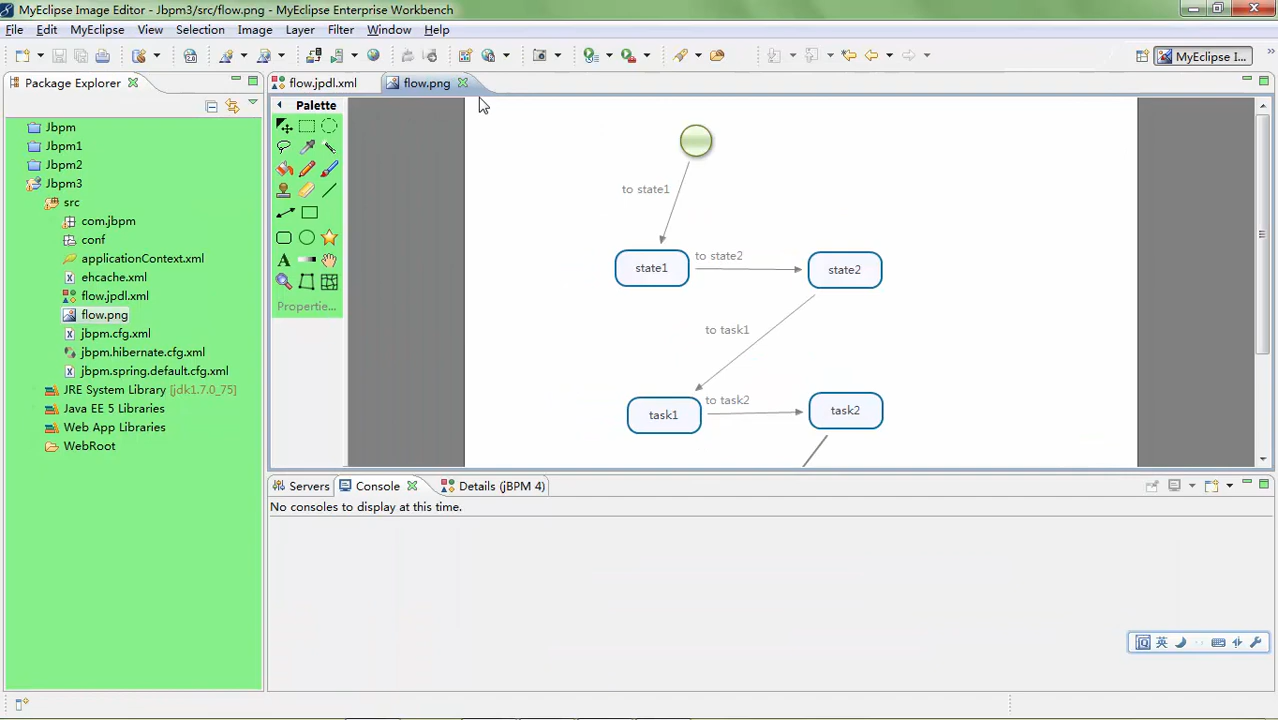 MyEclipse Image Editor - Jbpm3/src/flow.png - MyEclipse Enterprise Workbench
File Edit MyEclipse View Selection Image Layer Filter Window Help
MyEclipse I...
Package Explorer
flow.jpdl.xml
flow.png
Palette
Jbpm
Jbpm1
Jbpm2
Jbpm3
src
com.jbpm
conf
applicationContext.xml
ehcache.xml
flow.jpdl.xml
flow.png
jbpm.cfg.xml
jbpm.hibernate.cfg.xml
jbpm.spring.default.cfg.xml
JRE System Library [jdk1.7.0_75]
Java EE 5 Libraries
Web App Libraries
WebRoot
A
Propertie...
to state1
state1
to state2
state2
to task1
task1
to task2
task2
Servers
Console
Details (jBPM 4)
No consoles to display at this time.
英